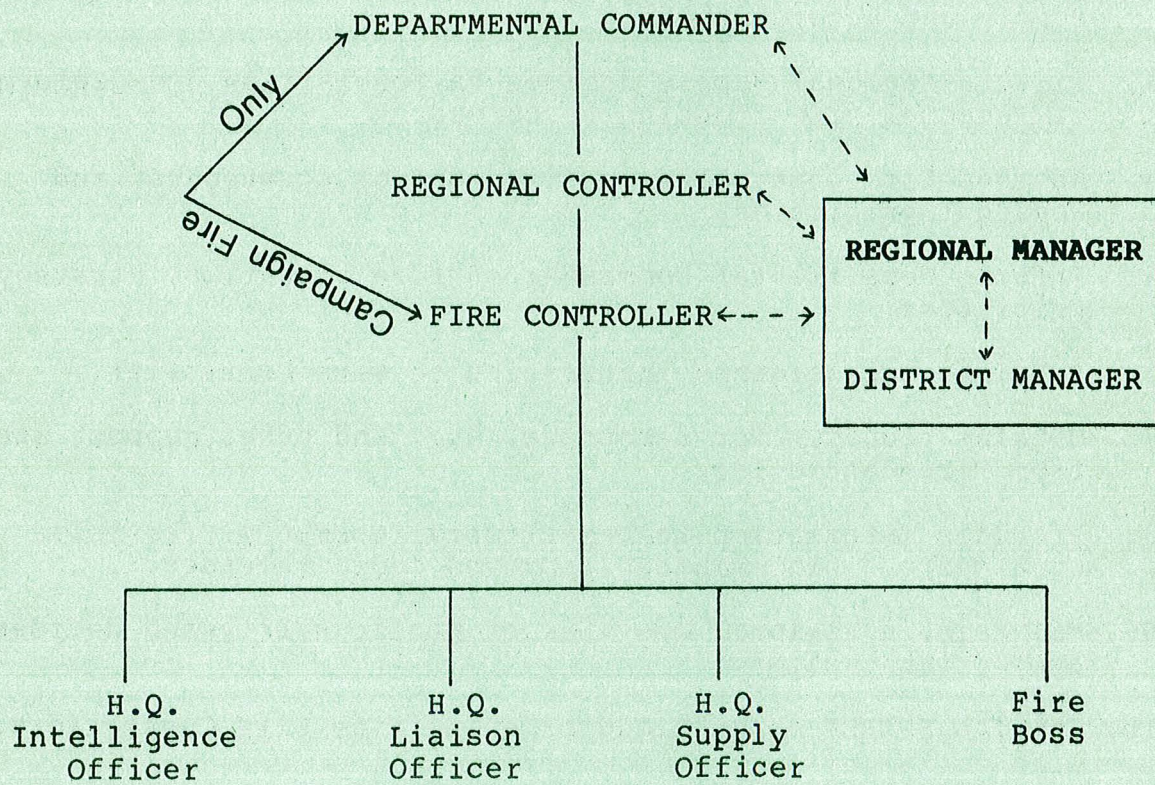 DEPARTMENTAL COMMANDER
Only
REGIONAL CONTROLLER
Campaign Fire
REGIONAL MANAGER
FIRE CONTROLLER
DISTRICT MANAGER
H.Q.
Intelligence
Officer
H.Q.
Liaison
Officer
H.Q.
Supply
Officer
Fire
Boss